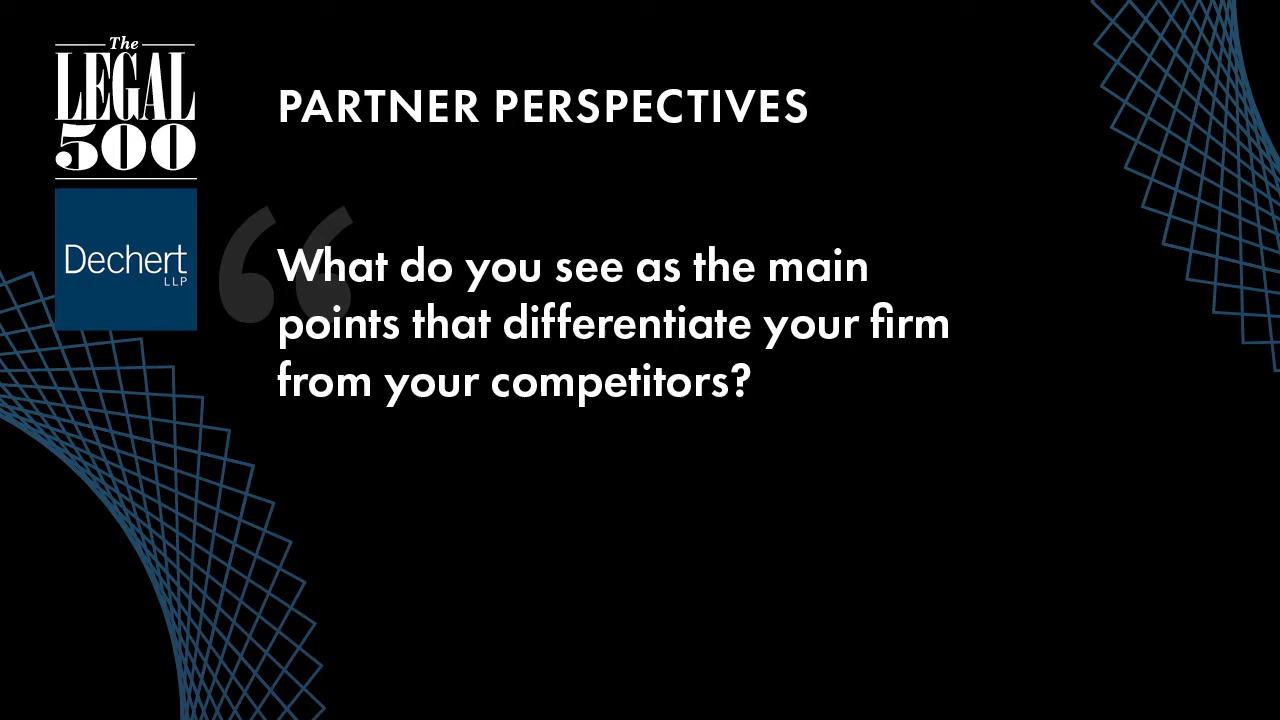 The
LEGAL
500
Dechert
LLP
PARTNER PERSPECTIVES
“
What do you see as the main
points that differentiate your firm
from your competitors?